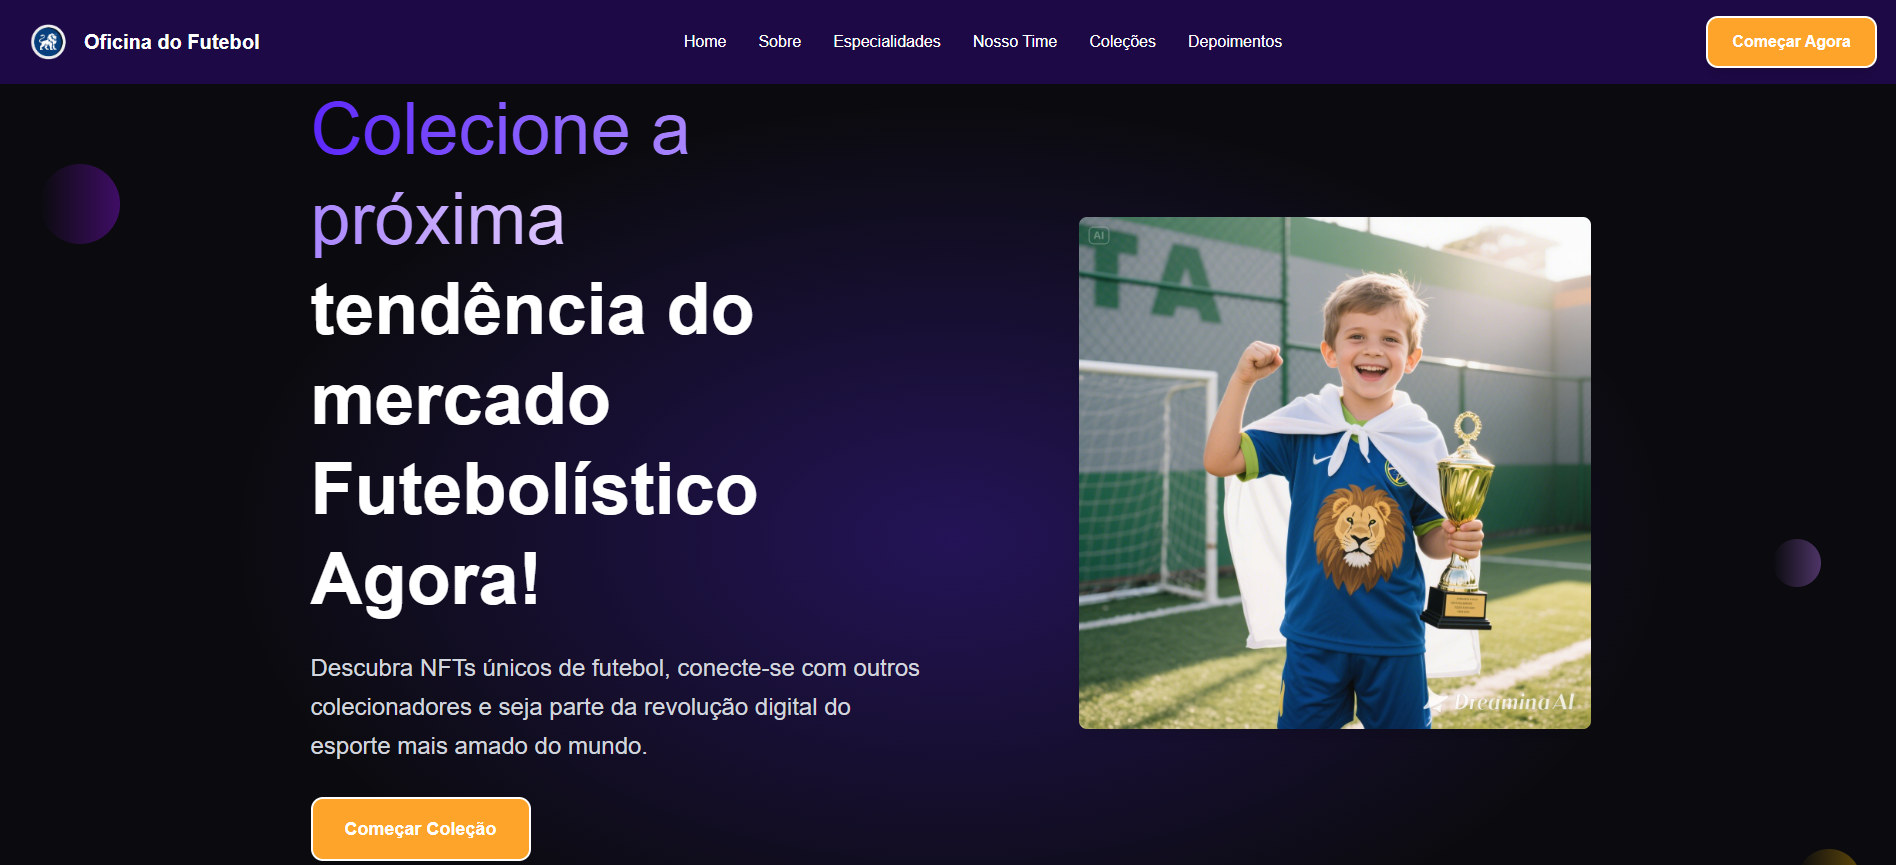 Oficina do Futebol
Home
Sobre
Especialidades
Nosso Time
Coleções
Depoimentos
Começar Agora
Colecione a
próxima
tendência do
mercado
Futebolístico
Agora!
Descubra NFTs únicos de futebol, conecte-se com outros
colecionadores e seja parte da revolução digital do
esporte mais amado do mundo.
Começar Coleção
AI
TA
Dreamina AI